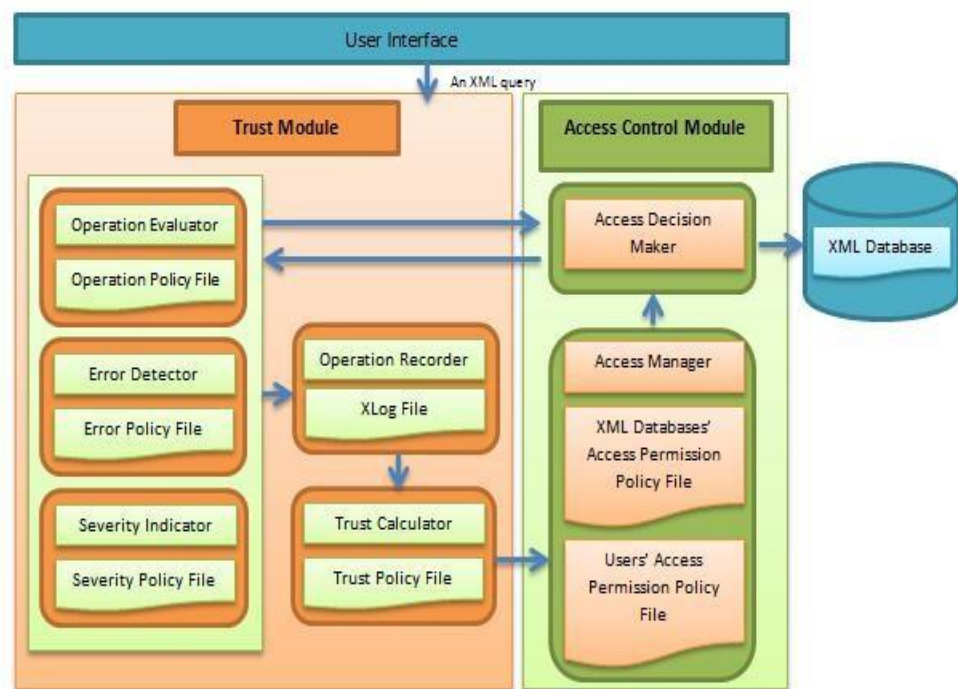 User Interface
An XML query
Trust Module
Access Control Module
Operation Evaluator
Operation Policy File
Error Detector
Error Policy File
Severity Indicator
Severity Policy File
Operation Recorder
XLog File
Trust Calculator
Trust Policy File
Access Decision
Maker
Access Manager
XML Databases'
Access Permission
Policy File
Users' Access
Permission Policy
File
XML Database